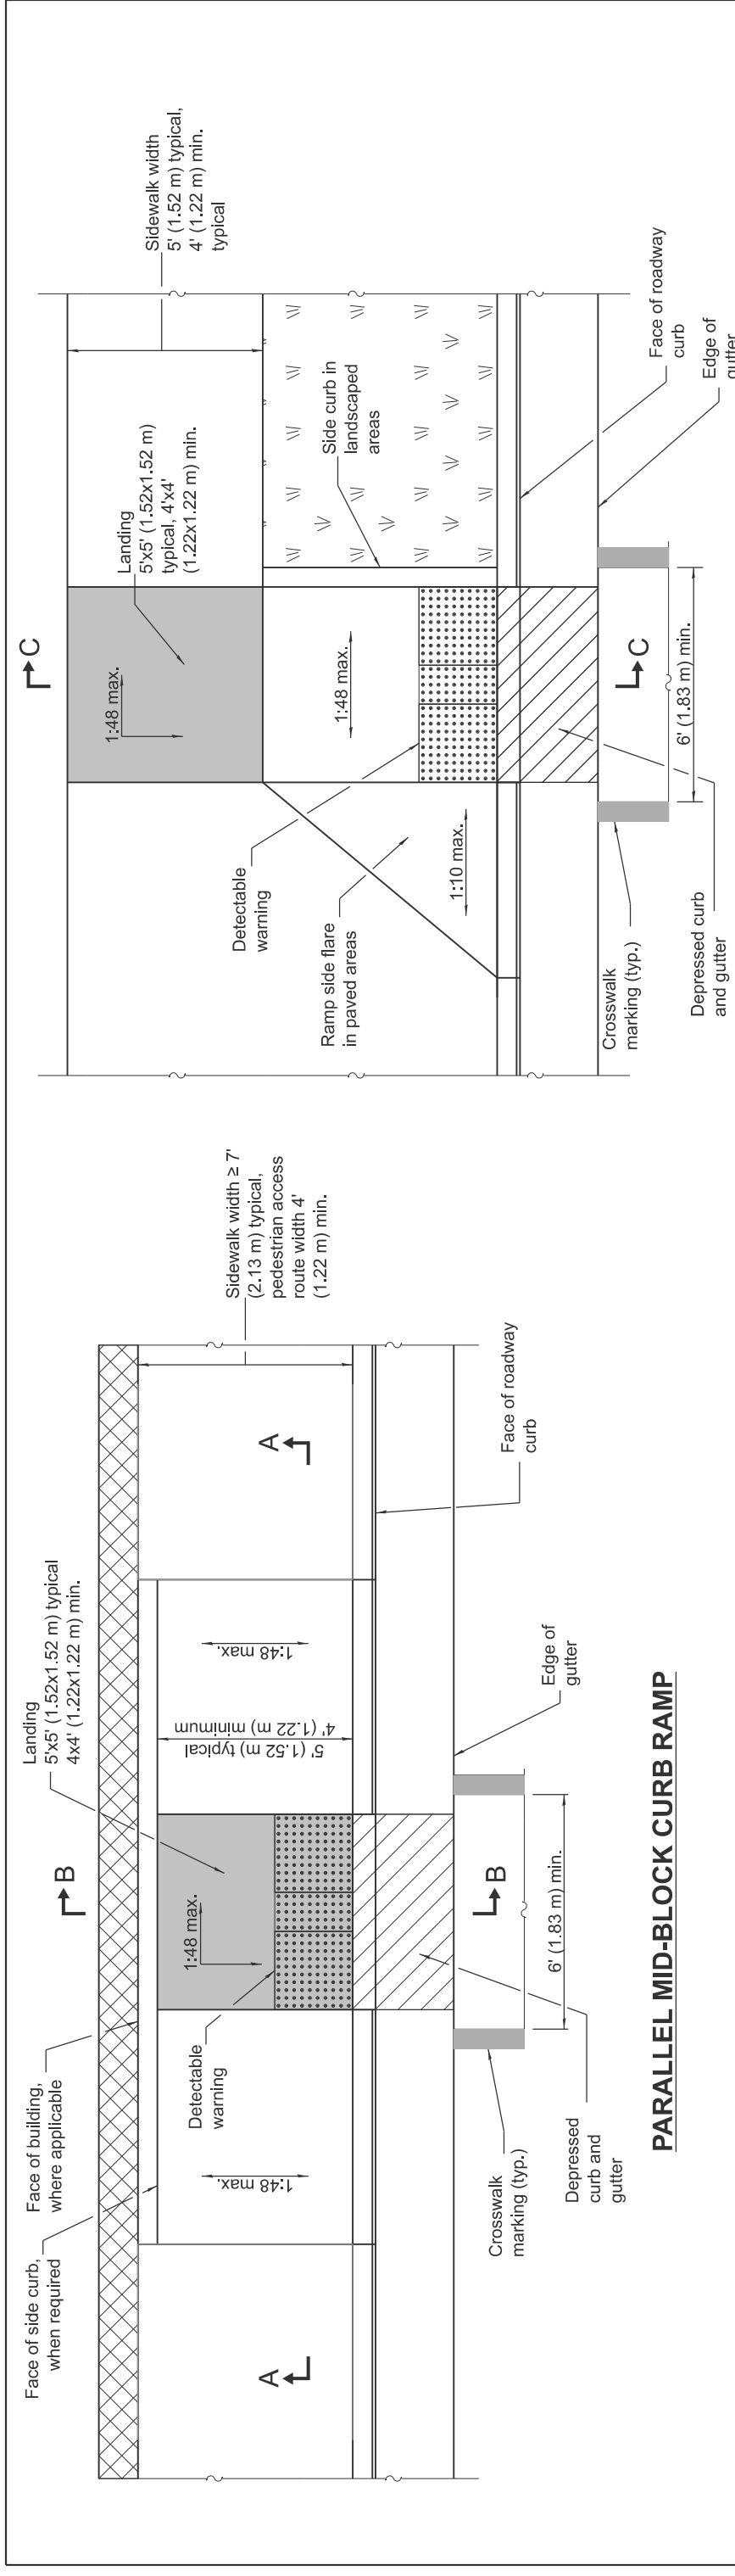 Face of side curb,
when required
Face of building,
where applicable
Landing
5'x5' (1.52x1.52 m) typical
4x4' (1.22x1.22 m) min.
B
Sidewalk width ≥ 7'
(2.13 m) typical,
pedestrian access
route width 4'
(1.22 m) min.
A
A
1:48 max.
Detectable
warning
1:48 max.
5' (1.52 m) typical
4' (1.22 m) minimum
1:48 max.
B
6' (1.83 m) min.
Crosswalk
marking (typ.)
Depressed
curb and
gutter
Edge of
gutter
Face of roadway
curb
PARALLEL MID-BLOCK CURB RAMP
C
1:48 max.
Landing
5'x5' (1.52x1.52 m)
typical, 4'x4'
(1.22x1.22 m) min.
Sidewalk width
5' (1.52 m) typical,
4' (1.22 m) min.
typical
Detectable
warning
1:48 max.
Side curb in
landscaped
areas
Ramp side flare
in paved areas
1:10 max.
C
6' (1.83 m) min.
Crosswalk
marking (typ.)
Depressed curb
and gutter
Face of roadway
curb
Edge of
gutter